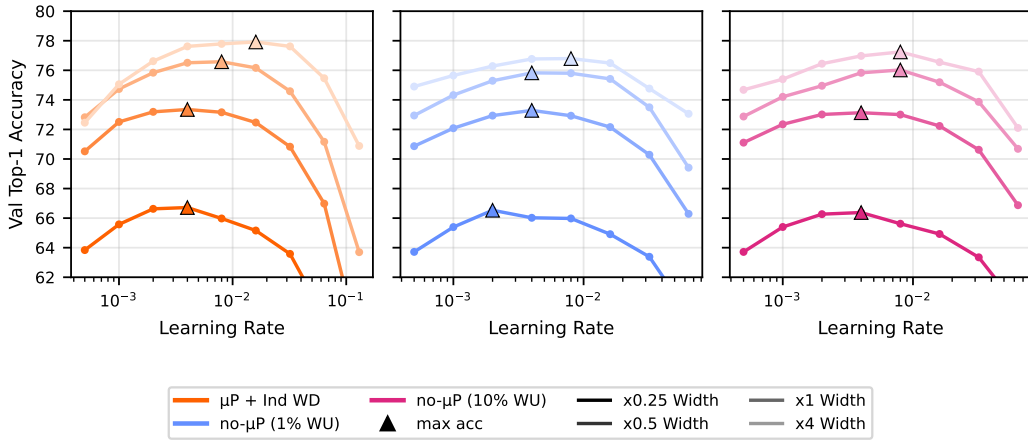 80
78
76
74
72
70
68
66
64
62
Val Top-1 Accuracy
10⁻³ 10⁻² 10⁻¹
10⁻³ 10⁻²
10⁻³ 10⁻²
Learning Rate
Learning Rate
Learning Rate
μP + Ind WD
no-μP (1% WU)
no-μP (10% WU)
max acc
x0.25 Width
x0.5 Width
x1 Width
x4 Width